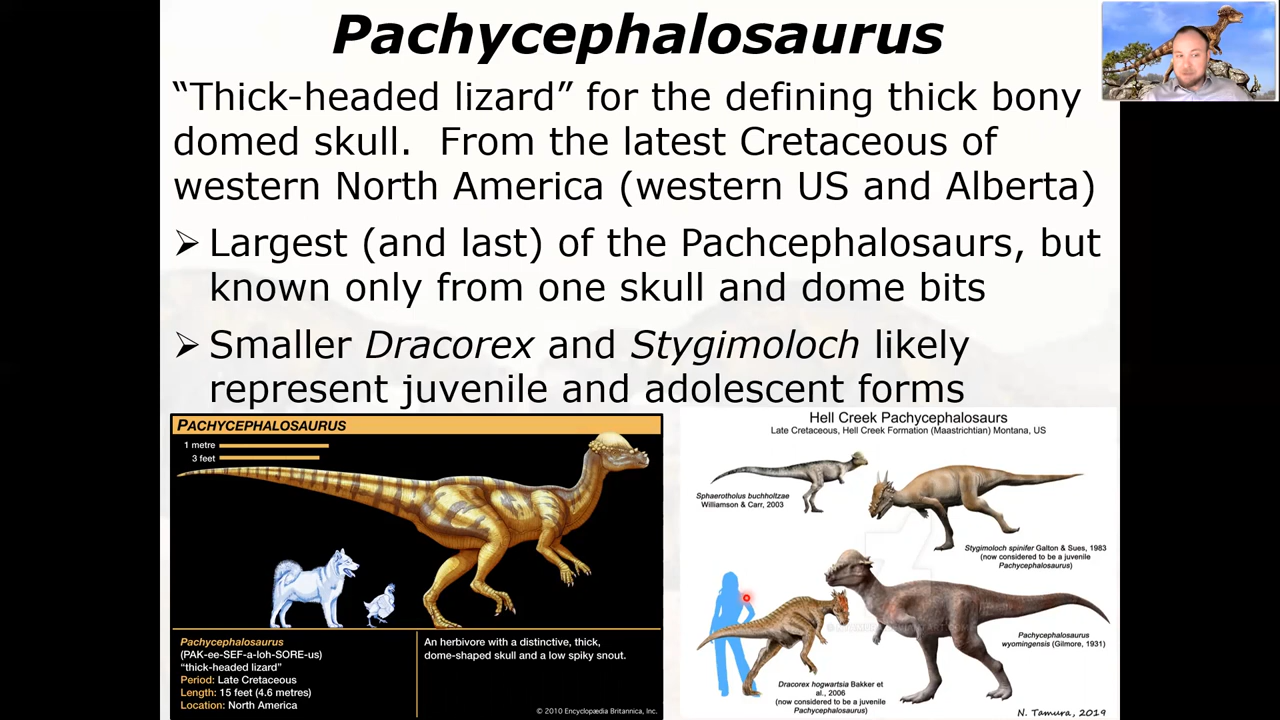 Pachycephalosaurus
“Thick-headed lizard” for the defining thick bony
domed skull.  From the latest Cretaceous of
western North America (western US and Alberta)
➢ Largest (and last) of the Pachcephalosaurs, but
known only from one skull and dome bits
➢ Smaller Dracorex and Stygimoloch likely
represent juvenile and adolescent forms
PACHYCEPHALOSAURUS
1 metre
3 feet
Pachycephalosaurus
(PAK-ee-SEF-a-loh-SORE-us)
“thick-headed lizard”
Period: Late Cretaceous
Length: 15 feet (4.6 metres)
Location: North America
An herbivore with a distinctive, thick,
dome-shaped skull and a low spiky snout.
© 2010 Encyclopædia Britannica, Inc.
Hell Creek Pachycephalosaurs
Late Cretaceous, Hell Creek Formation (Maastrichtian) Montana, US
Sphaerotholus buchholtzae
Williamson & Carr, 2003
Stygimoloch spinifer Galton & Sues, 1983
(now considered to be a juvenile
Pachycephalosaurus)
Pachycephalosaurus
wyomingensis (Gilmore, 1931)
Dracorex hogwartsia Bakker et
al., 2006
(now considered to be a juvenile
Pachycephalosaurus)
N. Tamura, 2019